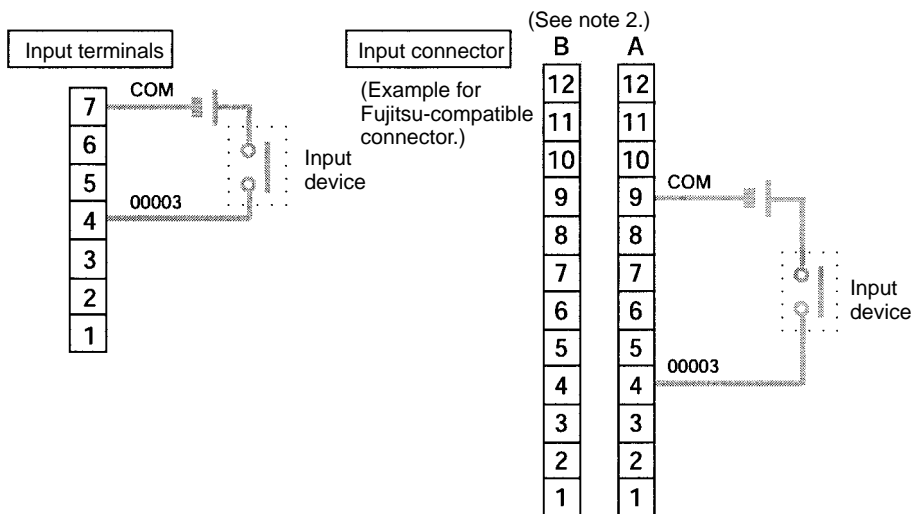 Input terminals
COM
7
6
5
4
3
2
1
00003
Input
device
Input connector
(Example for
Fujitsu-compatible
connector.)
(See note 2.)
B A
12 12
11 11
10 10
9 9
8 8
7 7
6 6
5 5
4 4
3 3
2 2
1 1
COM
00003
Input
device